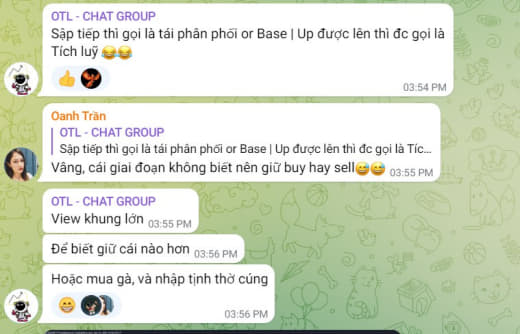 OTL - CHAT GROUP
Sập tiếp thì gọi là tái phân phối or Base | Up được lên thì đc gọi là
Tích luỹ 😂😂
03:54 PM
Oanh Trần
OTL - CHAT GROUP
Sập tiếp thì gọi là tái phân phối or Base | Up được lên thì đc gọi là Tíc...
Vâng, cái giai đoạn không biết nên giữ buy hay sell😅😅 03:55 PM
OTL - CHAT GROUP
View khung lớn 03:55 PM
Để biết giữ cái nào hơn 03:56 PM
Hoặc mua gà, và nhập tịnh thờ cúng
03:56 PM